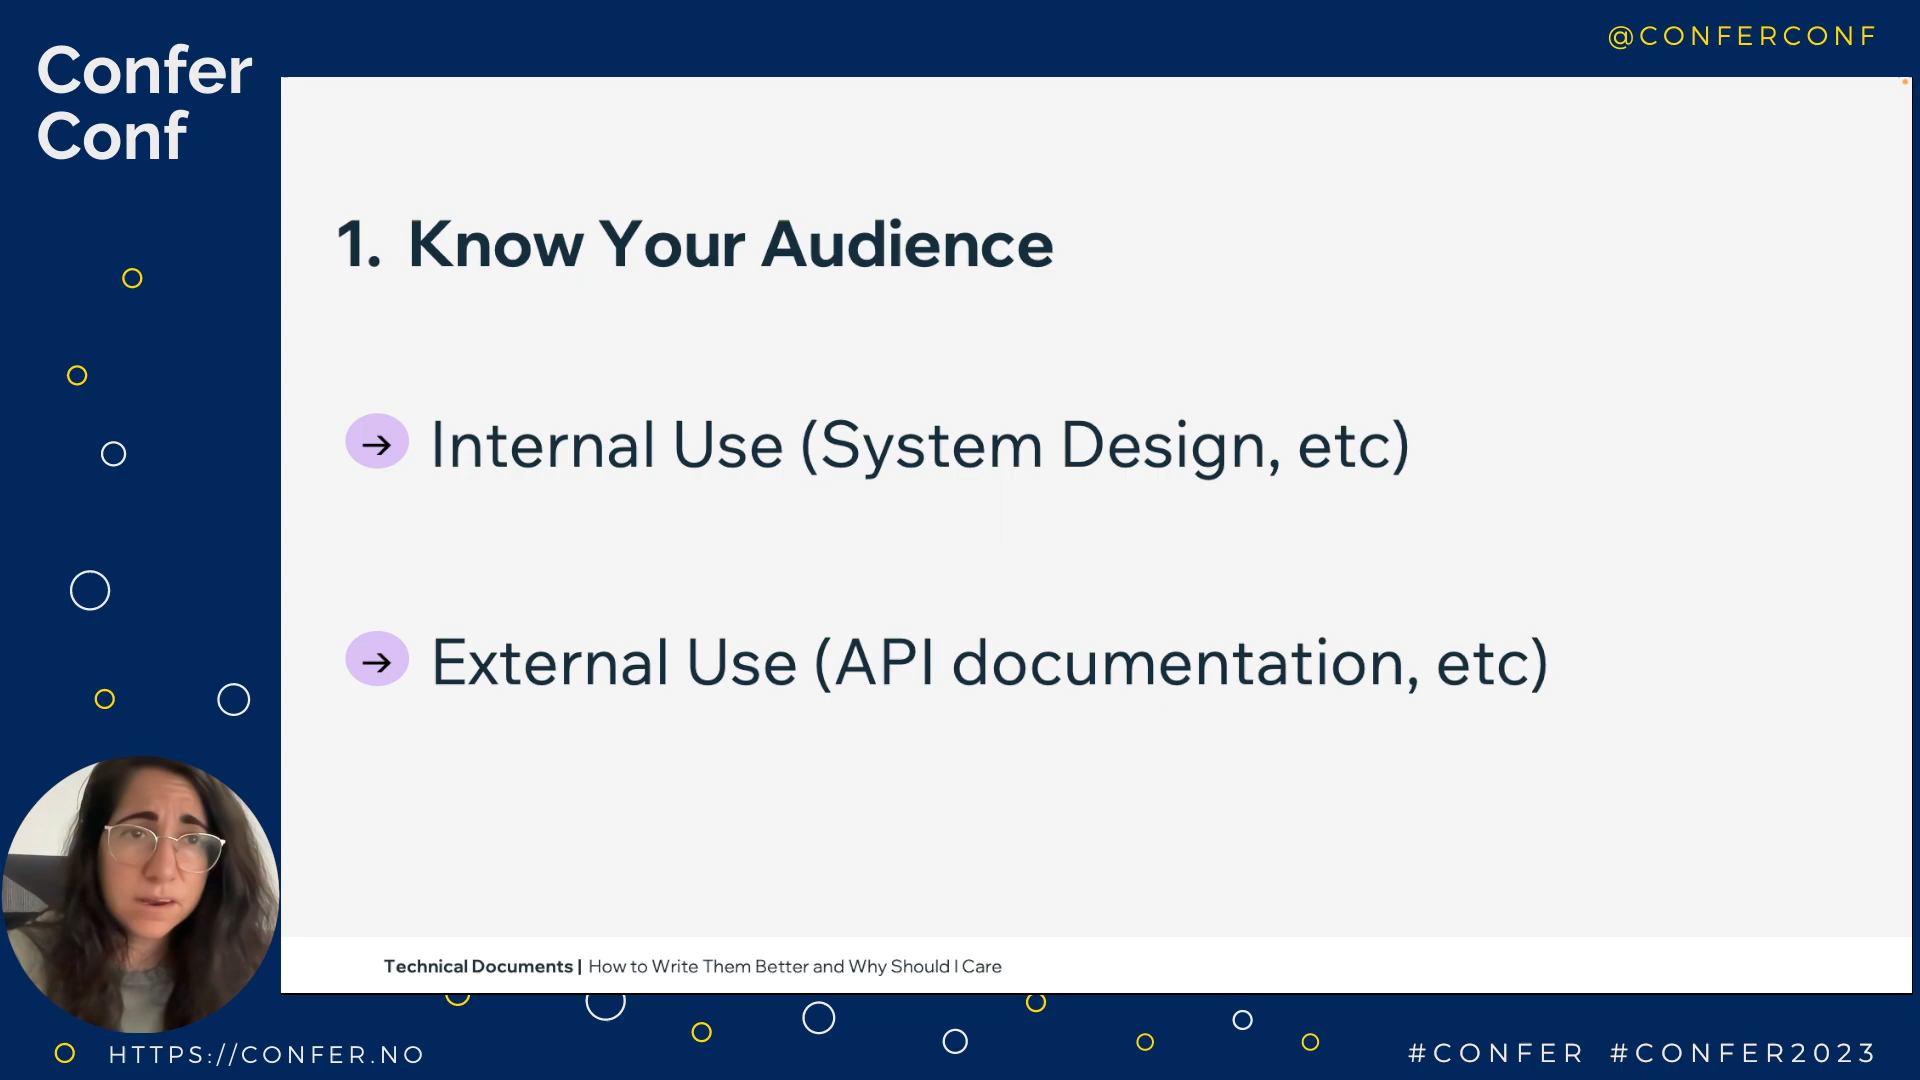 Confer
Conf
@CONFERCONF
1. Know Your Audience
→ Internal Use (System Design, etc)
→ External Use (API documentation, etc)
Technical Documents | How to Write Them Better and Why Should I Care
HTTPS://CONFER.NO
#CONFER #CONFER2023